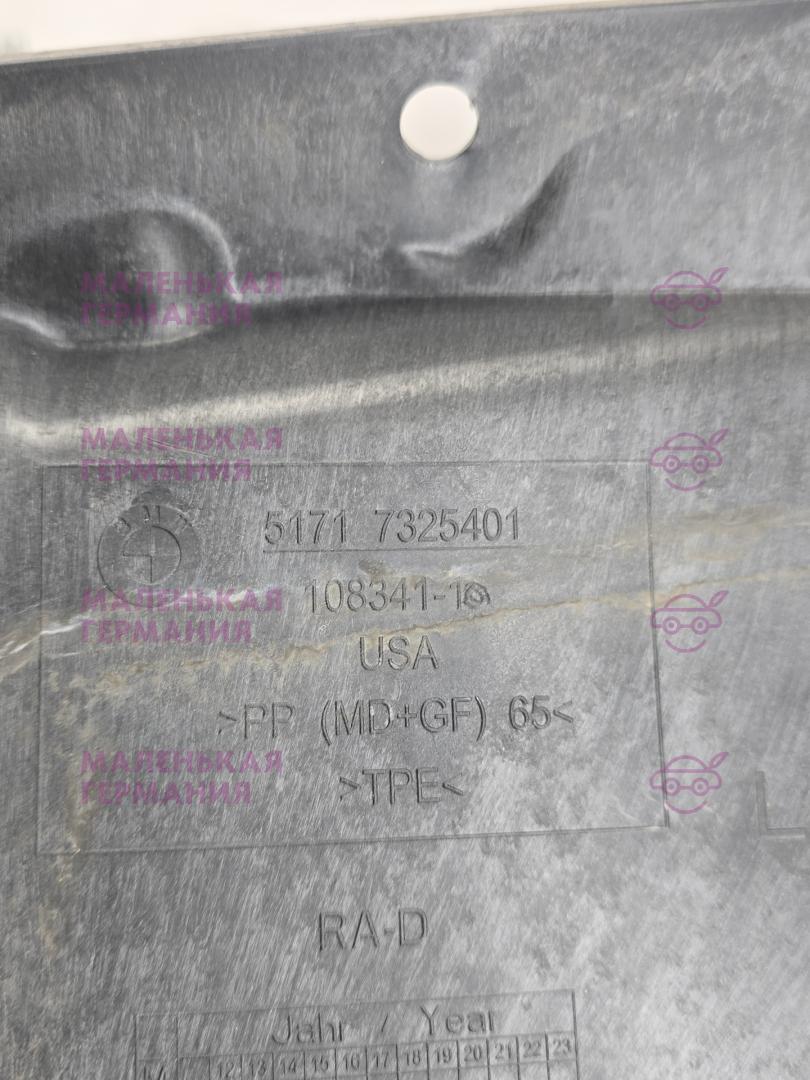 МАЛЕНЬКАЯ
ГЕРМАНИЯ
МАЛЕНЬКАЯ
ГЕРМАНИЯ
BMW
5171 7325401
108341-10
МАЛЕНЬКАЯ
ГЕРМАНИЯ
USA
>PP (MD+GF) 65<
МАЛЕНЬКАЯ
ГЕРМАНИЯ
>TPE<
L
RA-D
Jahr / Year
12 13 14 15 16 17 18 19 20 21 22 23